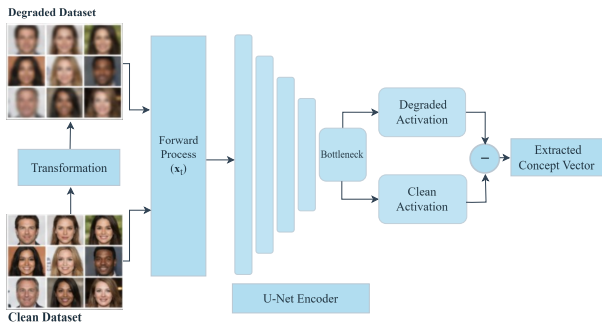 Degraded Dataset
Transformation
Clean Dataset
Forward
Process
(x_t)
U-Net Encoder
Bottleneck
Degraded
Activation
Clean
Activation
−
Extracted
Concept Vector